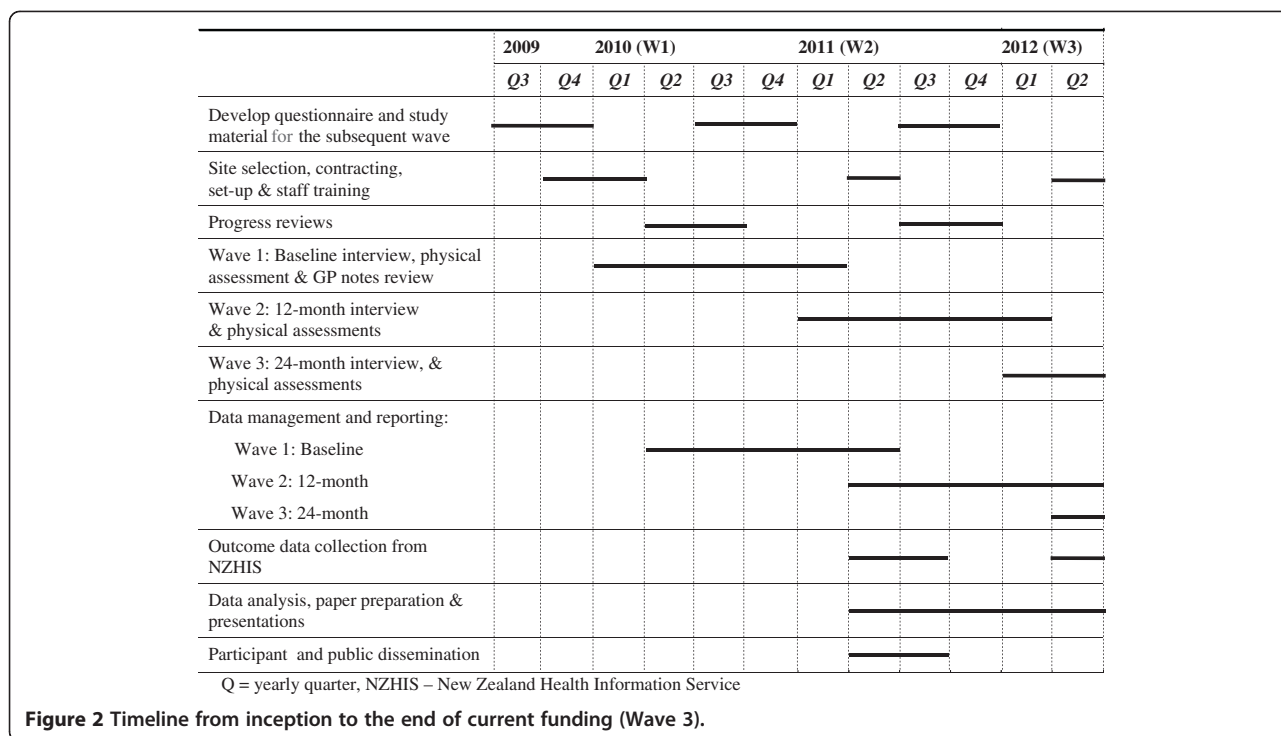 2009 2010 (W1) 2011 (W2) 2012 (W3)
Q3 Q4 Q1 Q2 Q3 Q4 Q1 Q2 Q3 Q4 Q1 Q2
Develop questionnaire and study
material for the subsequent wave
Site selection, contracting,
set-up & staff training
Progress reviews
Wave 1: Baseline interview, physical
assessment & GP notes review
Wave 2: 12-month interview
& physical assessments
Wave 3: 24-month interview, &
physical assessments
Data management and reporting:
Wave 1: Baseline
Wave 2: 12-month
Wave 3: 24-month
Outcome data collection from
NZHIS
Data analysis, paper preparation &
presentations
Participant and public dissemination
Q = yearly quarter, NZHIS – New Zealand Health Information Service
Figure 2 Timeline from inception to the end of current funding (Wave 3).